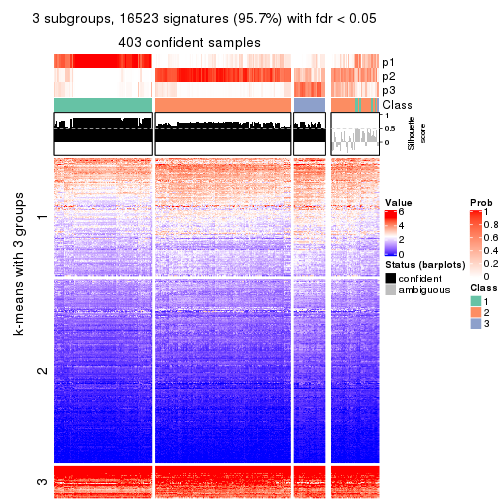 3 subgroups, 16523 signatures (95.7%) with fdr < 0.05
403 confident samples
p1
p2
p3
Class
1
0.5
0
Silhouette
score
k-means with 3 groups
1
2
3
Value
6
4
2
0
Status (barplots)
confident
ambiguous
Prob
1
0.8
0.6
0.4
0.2
0
Class
1
2
3